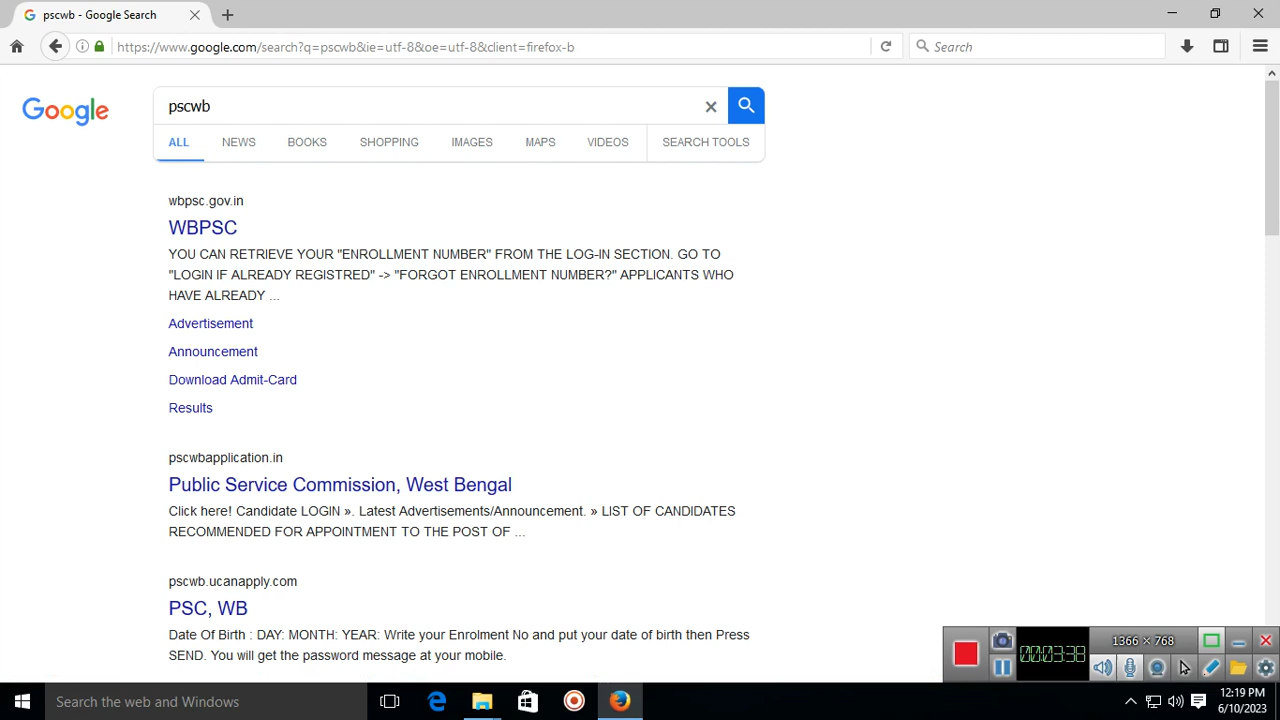 pscwb - Google Search
https://www.google.com/search?q=pscwb&ie=utf-8&oe=utf-8&client=firefox-b
Search
Google
pscwb
ALL NEWS BOOKS SHOPPING IMAGES MAPS VIDEOS SEARCH TOOLS
wbpsc.gov.in
WBPSC
YOU CAN RETRIEVE YOUR "ENROLLMENT NUMBER" FROM THE LOG-IN SECTION. GO TO
"LOGIN IF ALREADY REGISTRED" -> "FORGOT ENROLLMENT NUMBER?" APPLICANTS WHO
HAVE ALREADY ...
Advertisement
Announcement
Download Admit-Card
Results
pscwbapplication.in
Public Service Commission, West Bengal
Click here! Candidate LOGIN ». Latest Advertisements/Announcement. » LIST OF CANDIDATES
RECOMMENDED FOR APPOINTMENT TO THE POST OF ...
pscwb.ucanapply.com
PSC, WB
Date Of Birth : DAY: MONTH: YEAR: Write your Enrolment No and put your date of birth then Press
SEND. You will get the password message at your mobile.
00:03:38
1366 × 768
Search the web and Windows
12:19 PM
6/10/2023